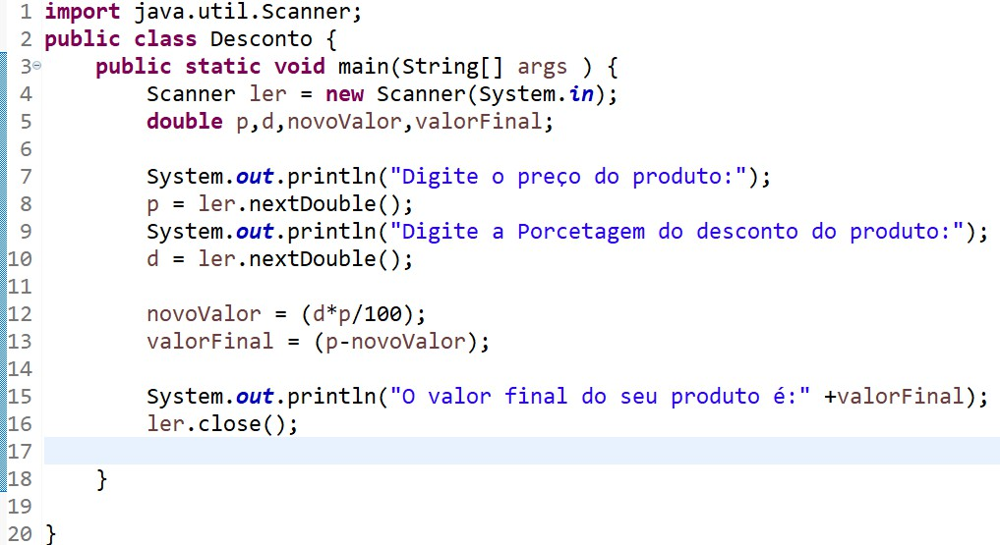 1 import java.util.Scanner;
2 public class Desconto {
3 public static void main(String[] args ) {
4 Scanner ler = new Scanner(System.in);
5 double p,d,novoValor,valorFinal;
6
7 System.out.println("Digite o preço do produto:");
8 p = ler.nextDouble();
9 System.out.println("Digite a Porcetagem do desconto do produto:");
10 d = ler.nextDouble();
11
12 novoValor = (d*p/100);
13 valorFinal = (p-novoValor);
14
15 System.out.println("O valor final do seu produto é:" +valorFinal);
16 ler.close();
17
18 }
19
20 }